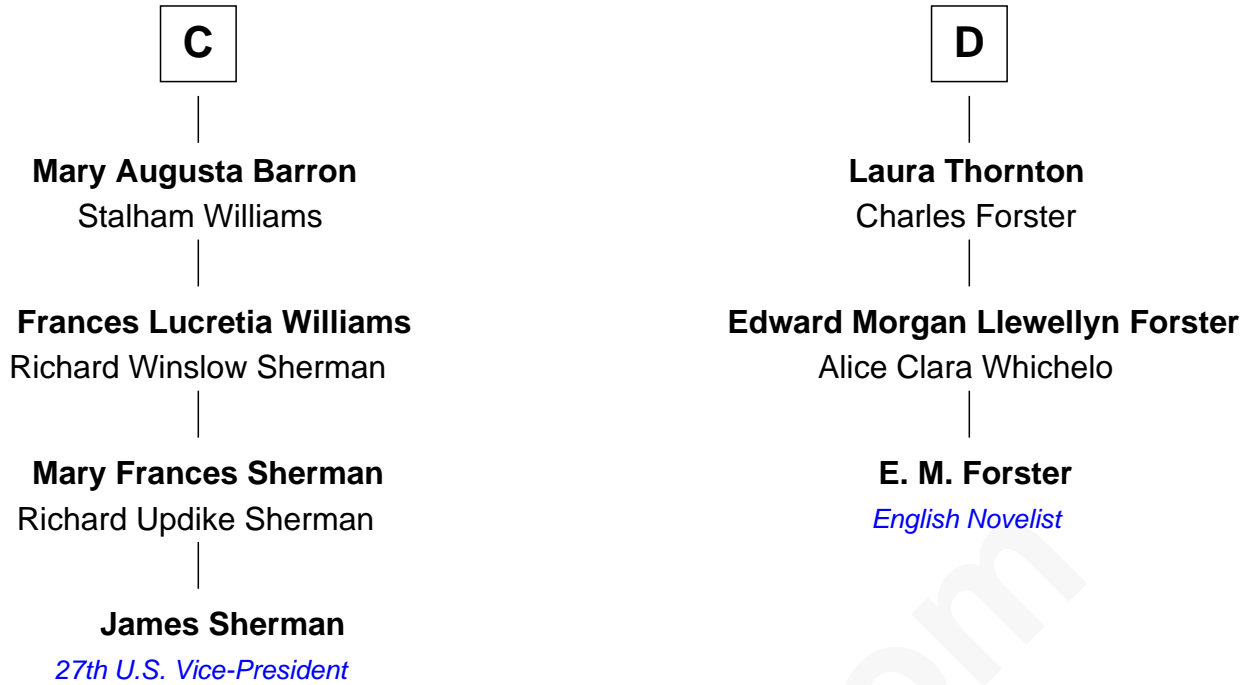 C
Mary Augusta Barron
Stalham Williams
Frances Lucretia Williams
Richard Winslow Sherman
Mary Frances Sherman
Richard Updike Sherman
James Sherman
27th U.S. Vice-President
D
Laura Thornton
Charles Forster
Edward Morgan Llewellyn Forster
Alice Clara Whichelo
E. M. Forster
English Novelist
om